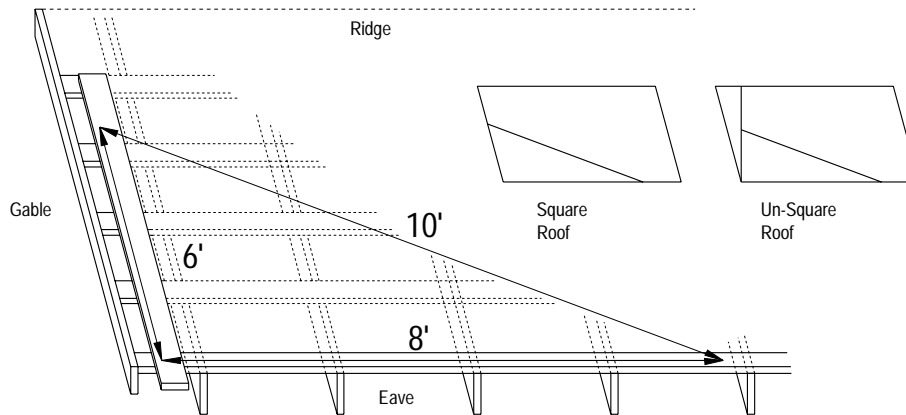 Ridge
Gable
Square
Roof
Un-Square
Roof
10'
6'
8'
Eave